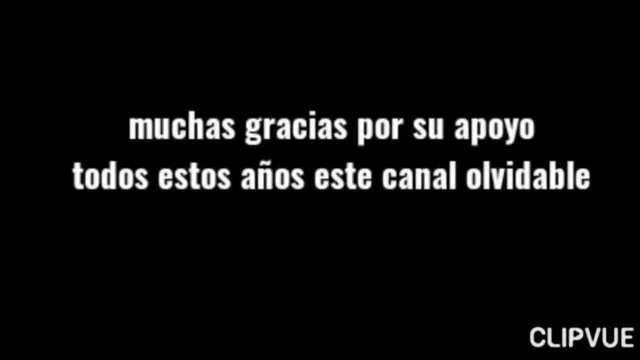 muchas gracias por su apoyo
todos estos años este canal olvidable
CLIPVUE